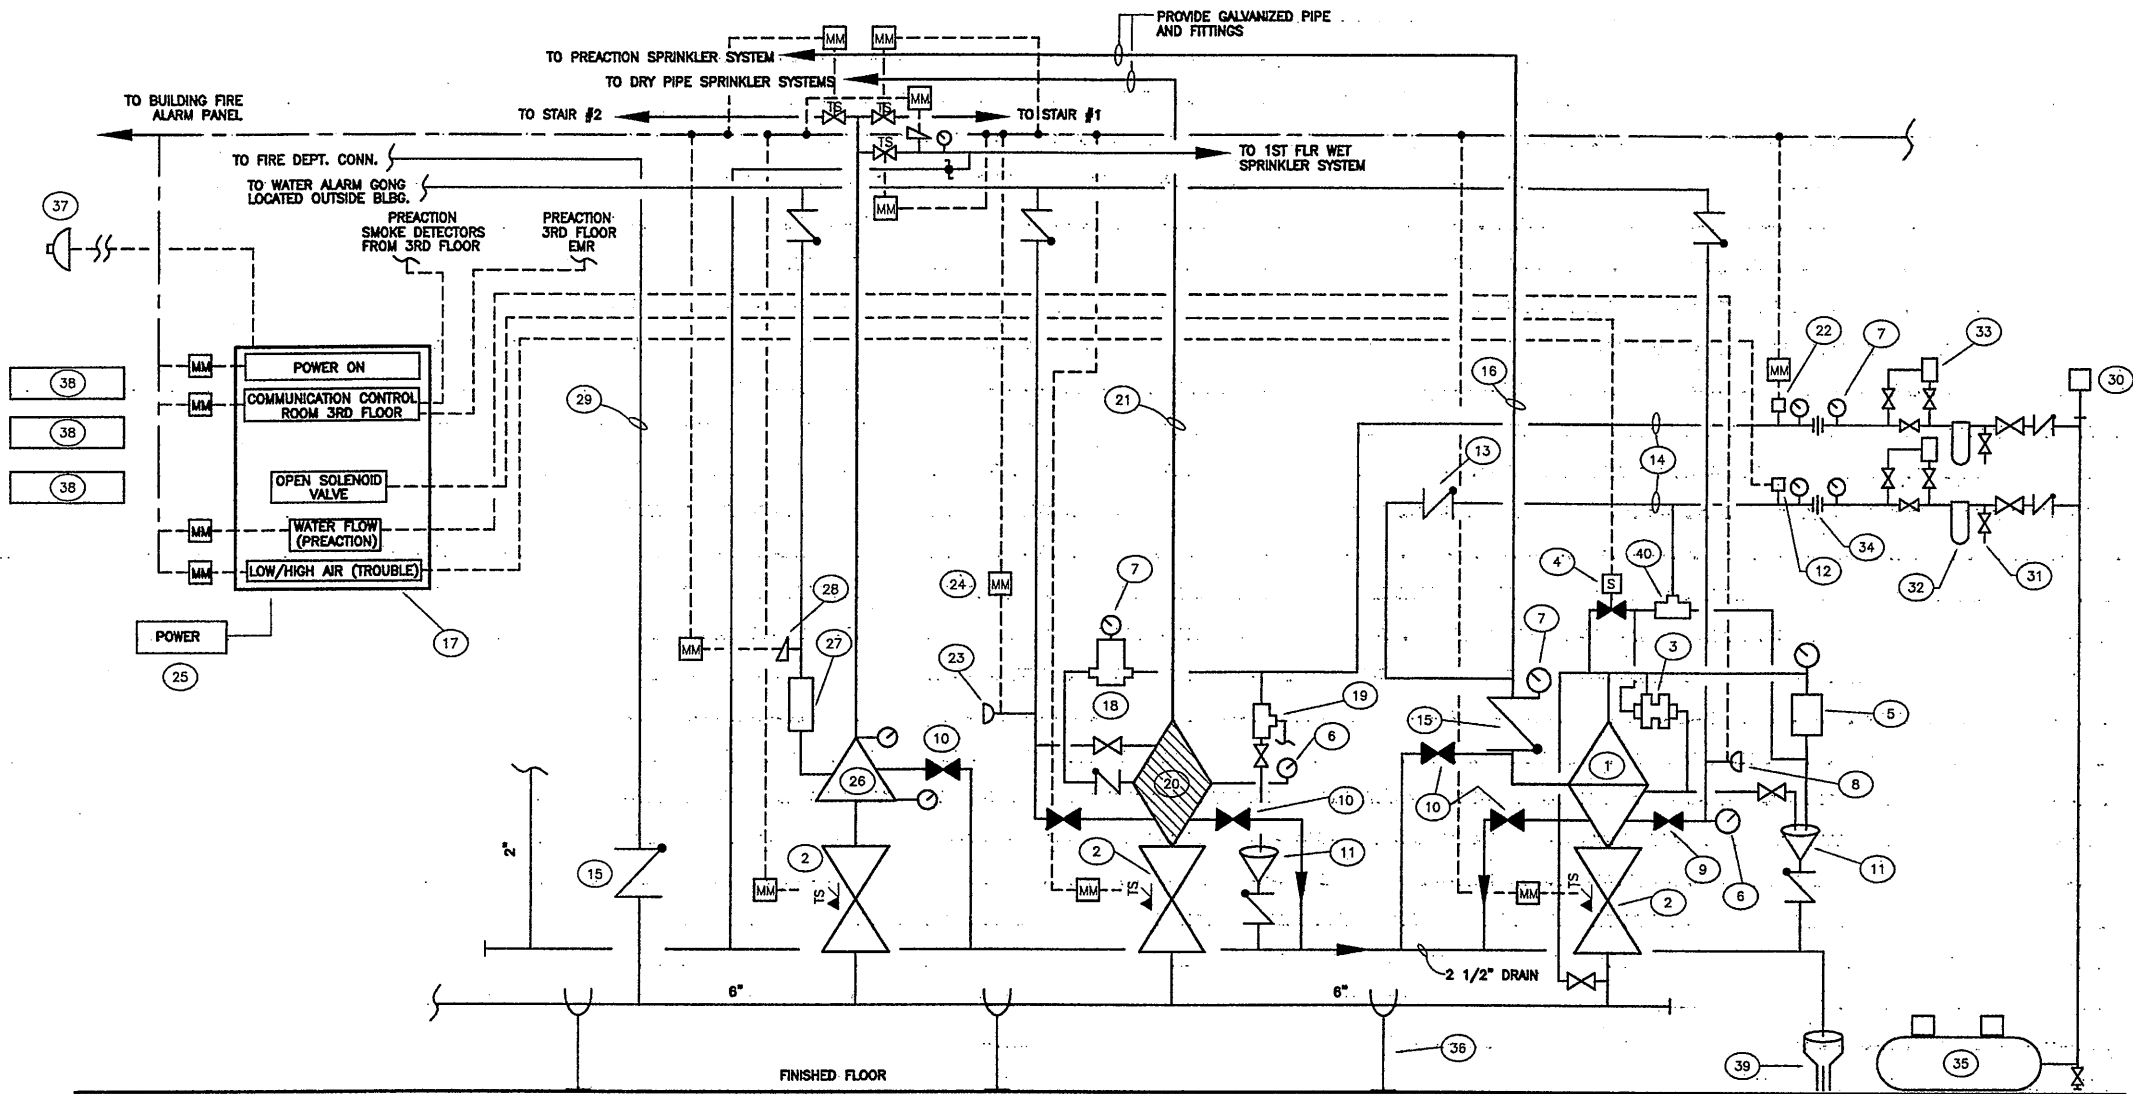 PROVIDE GALVANIZED PIPE
AND FITTINGS
MM
MM
TO PREACTION SPRINKLER SYSTEM
TO DRY PIPE SPRINKLER SYSTEMS
MM
TO BUILDING FIRE
ALARM PANEL
TO STAIR #2
TS
TS
TO STAIR #1
TS
TO FIRE DEPT. CONN.
TO 1ST FLR WET
SPRINKLER SYSTEM
TO WATER ALARM GONG
LOCATED OUTSIDE BLBG.
MM
37
PREACTION
SMOKE DETECTORS
FROM 3RD FLOOR
PREACTION
3RD FLOOR
EMR
22
7
33
MM
POWER ON
MM
16
30
38
MM
COMMUNICATION CONTROL
ROOM 3RD FLOOR
29
21
38
13
14
38
OPEN SOLENOID
VALVE
MM
WATER FLOW
(PREACTION)
12
34
31
32
MM
LOW/HIGH AIR (TROUBLE)
4
S
40
24
MM
7
28
POWER
17
25
MM
27
23
18
19
7
3
15
5
10
6
26
20
1
8
10
10
2"
15
2
MM
TS
2
MM
TS
11
MM
TS
2
9
6
11
2 1/2" DRAIN
6"
6"
36
39
35
FINISHED FLOOR